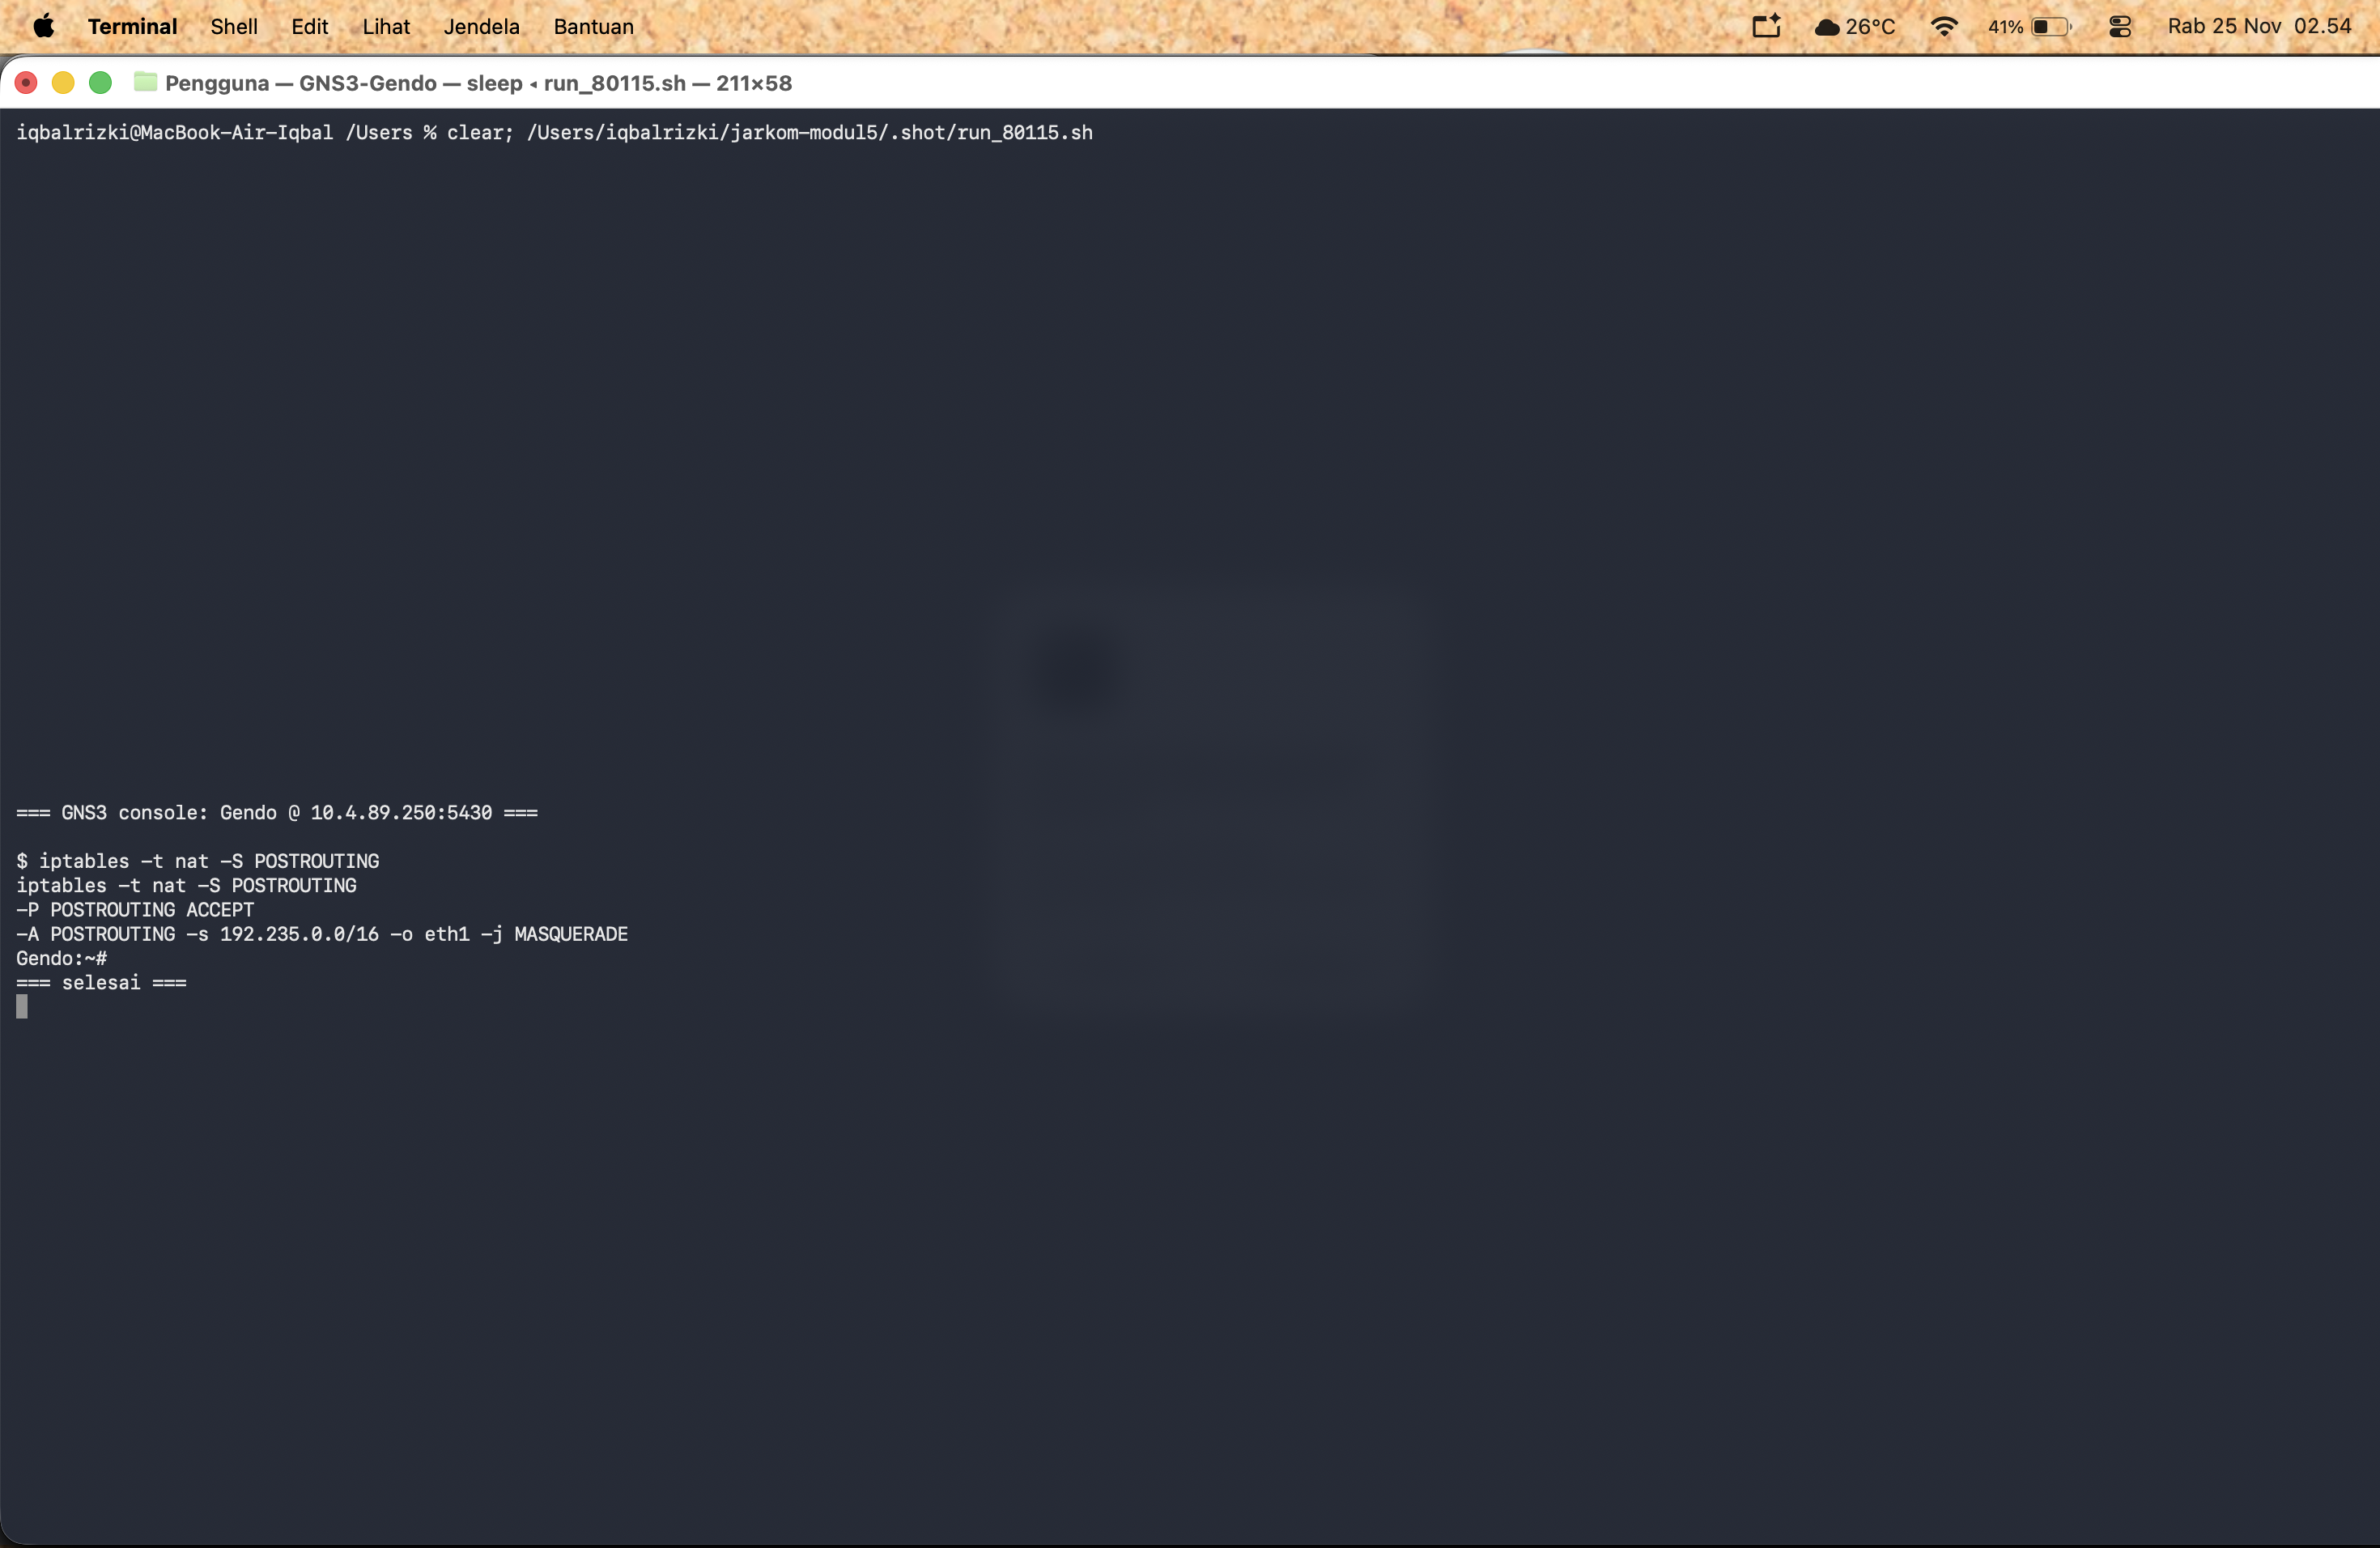 Terminal Shell Edit Lihat Jendela Bantuan 26°C 41% Rab 25 Nov 02.54
Pengguna — GNS3-Gendo — sleep ◂ run_80115.sh — 211×58
iqbalrizki@MacBook-Air-Iqbal /Users % clear; /Users/iqbalrizki/jarkom-modul5/.shot/run_80115.sh
=== GNS3 console: Gendo @ 10.4.89.250:5430 ===
$ iptables -t nat -S POSTROUTING
iptables -t nat -S POSTROUTING
-P POSTROUTING ACCEPT
-A POSTROUTING -s 192.235.0.0/16 -o eth1 -j MASQUERADE
Gendo:~#
=== selesai ===